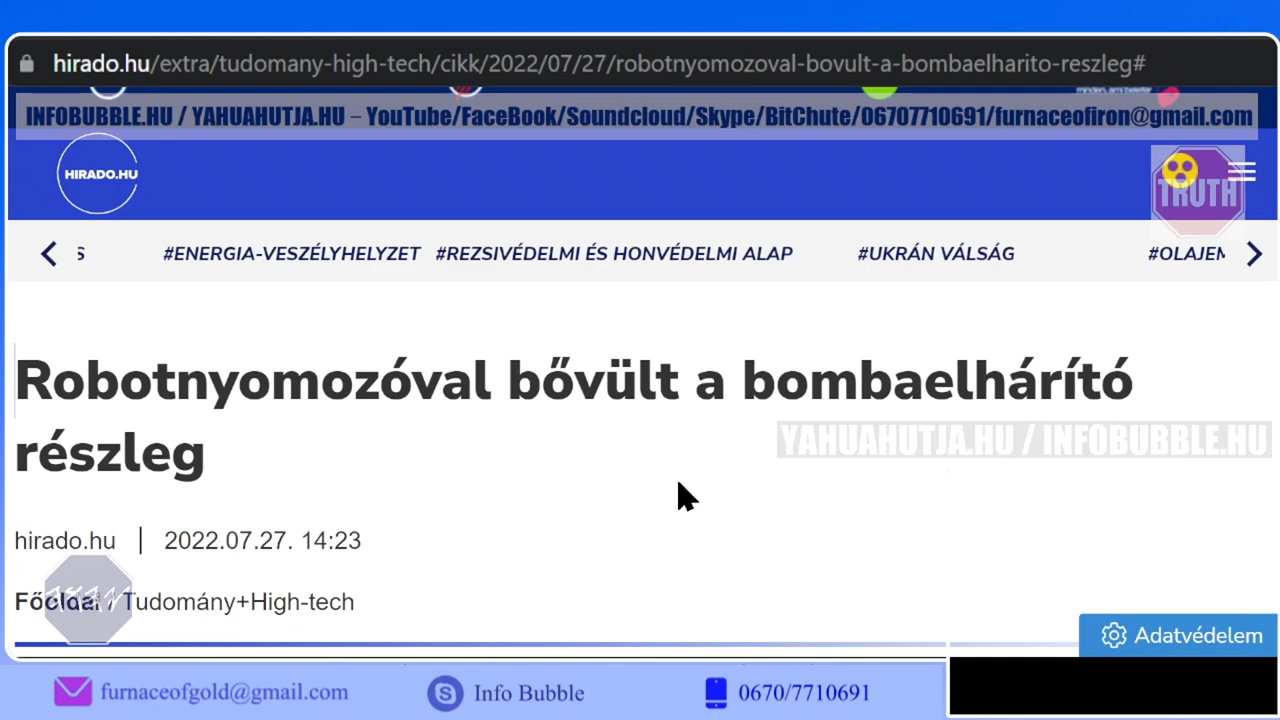 hirado.hu/extra/tudomany-high-tech/cikk/2022/07/27/robotnyomozoval-bovult-a-bombaelharito-reszleg#
INFOBUBBLE.HU / YAHUAHUTJA.HU – YouTube/FaceBook/Soundcloud/Skype/BitChute/06707710691/furnaceofiron@gmail.com
HIRADO.HU
TRUTH
S #ENERGIA-VESZÉLYHELYZET #REZSIVÉDELMI ÉS HONVÉDELMI ALAP #UKRÁN VÁLSÁG #OLAJEM
Robotnyomozóval bővült a bombaelhárító
részleg
YAHUAHUTJA.HU / INFOBUBBLE.HU
hirado.hu | 2022.07.27. 14:23
Főoldal / Tudomány+High-tech
Adatvédelem
furnaceofgold@gmail.com Info Bubble 0670/7710691